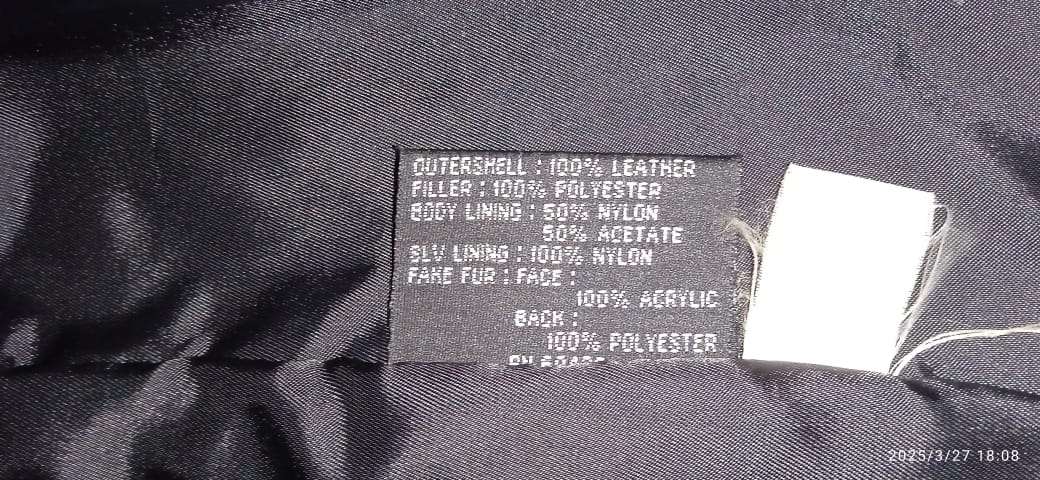 OUTERSHELL : 100% LEATHER
FILLER : 100% POLYESTER
BODY LINING : 50% NYLON
50% ACETATE
SLV LINING : 100% NYLON
FAKE FUR : FACE :
100% ACRYLIC
BACK :
100% POLYESTER
RN
2025/3/27 18:08